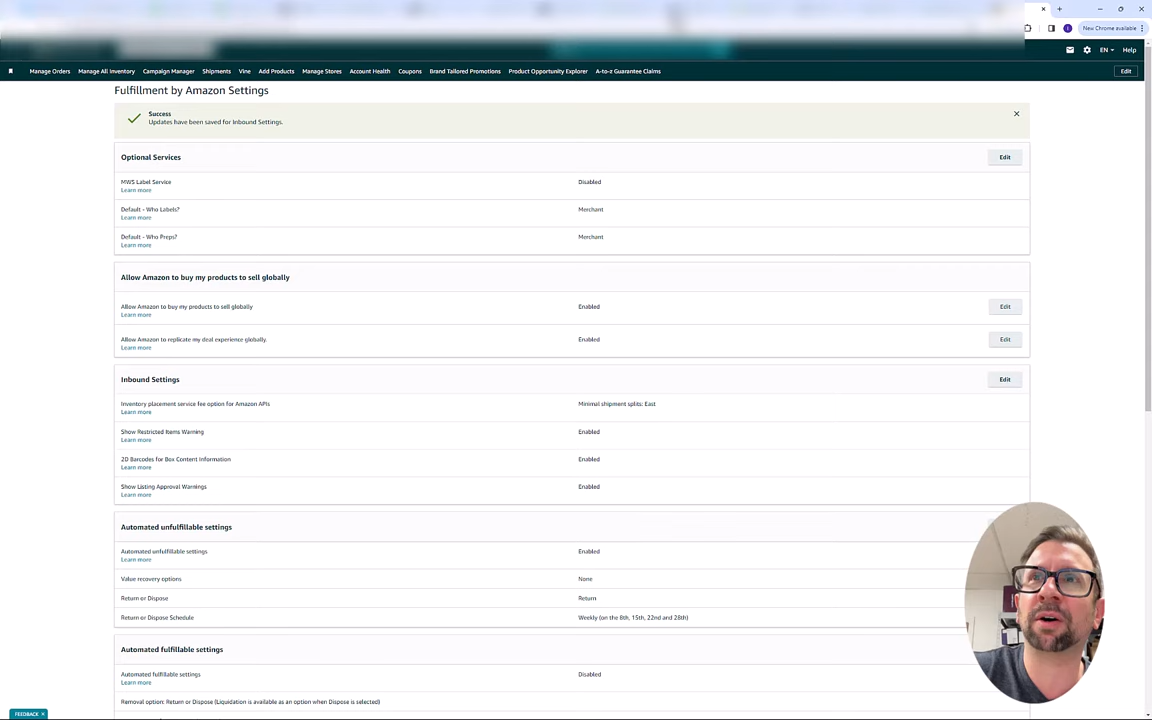 New Chrome available
EN
Help
Manage Orders
Manage All Inventory
Campaign Manager
Shipments
Vine
Add Products
Manage Stores
Account Health
Coupons
Brand Tailored Promotions
Product Opportunity Explorer
A-to-z Guarantee Claims
Edit
Fulfillment by Amazon Settings
Success
Updates have been saved for Inbound Settings.
Optional Services
Edit
MWS Label Service
Disabled
Learn more
Default - Who Labels?
Merchant
Learn more
Default - Who Preps?
Merchant
Learn more
Allow Amazon to buy my products to sell globally
Allow Amazon to buy my products to sell globally
Enabled
Edit
Learn more
Allow Amazon to replicate my deal experience globally.
Enabled
Edit
Learn more
Inbound Settings
Edit
Inventory placement service fee option for Amazon APIs
Minimal shipment splits: East
Learn more
Show Restricted Items Warning
Enabled
Learn more
2D Barcodes for Box Content Information
Enabled
Learn more
Show Listing Approval Warnings
Enabled
Learn more
Automated unfulfillable settings
Automated unfulfillable settings
Enabled
Learn more
Value recovery options
None
Return or Dispose
Return
Return or Dispose Schedule
Weekly (on the 8th, 15th, 22nd and 28th)
Automated fulfillable settings
Automated fulfillable settings
Disabled
Learn more
Removal option: Return or Dispose (Liquidation is available as an option when Dispose is selected)
FEEDBACK